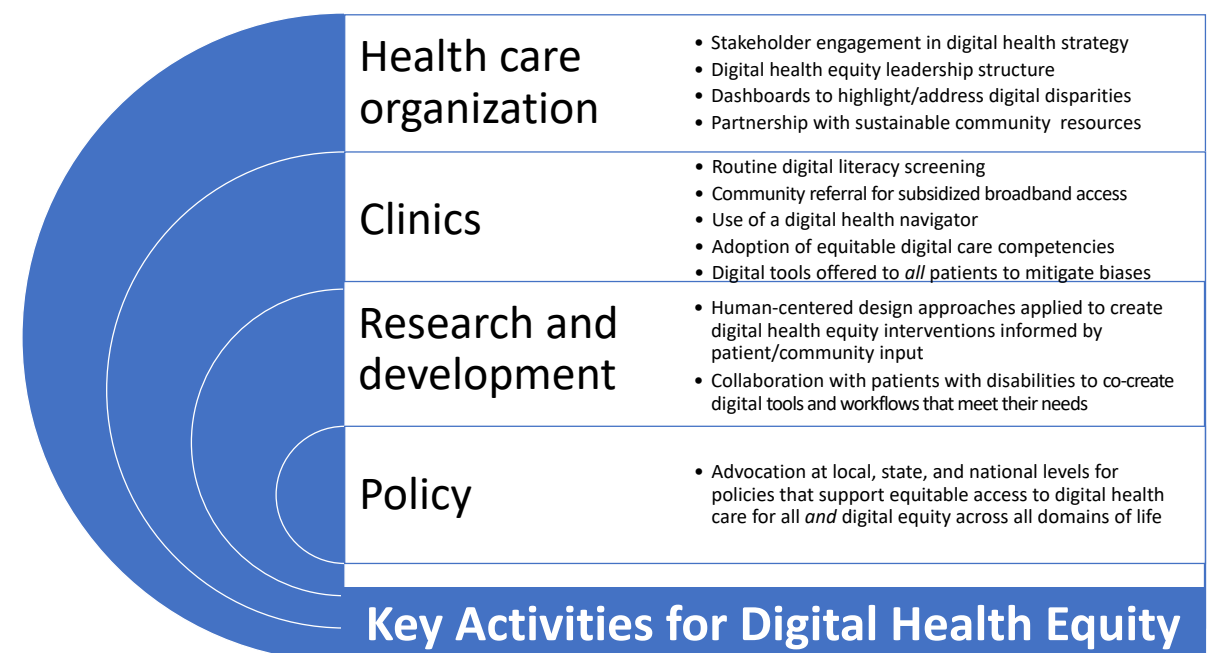 Health care
organization
• Stakeholder engagement in digital health strategy
• Digital health equity leadership structure
• Dashboards to highlight/address digital disparities
• Partnership with sustainable community resources
Clinics
• Routine digital literacy screening
• Community referral for subsidized broadband access
• Use of a digital health navigator
• Adoption of equitable digital care competencies
• Digital tools offered to all patients to mitigate biases
Research and
development
• Human-centered design approaches applied to create
digital health equity interventions informed by
patient/community input
• Collaboration with patients with disabilities to co-create
digital tools and workflows that meet their needs
Policy
• Advocation at local, state, and national levels for
policies that support equitable access to digital health
care for all and digital equity across all domains of life
Key Activities for Digital Health Equity